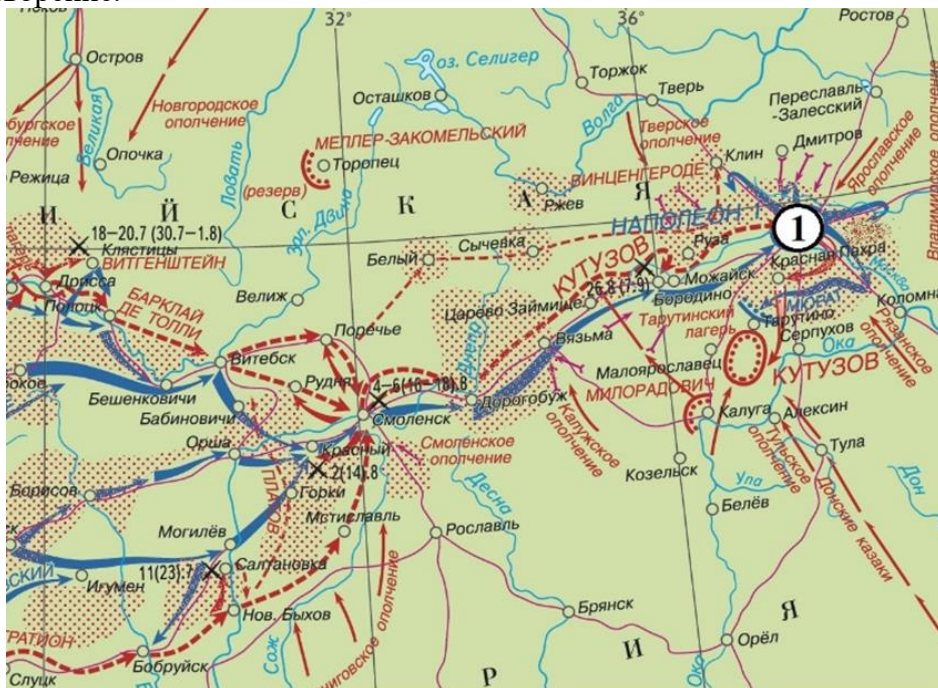 32°
36°
Ростов
Остров
оз. Селигер
Торжок
Осташков
Тверь
Волга
Переславль
-Залесский
Новгородское
ополчение
Великая
Тверское
ополчение
Дмитров
МЕЛЛЕР-ЗАКОМЕЛЬСКИЙ
Опочка
Ловать
Торопец
Клин
Ярославское
ополчение
Владимирское ополчение
Режица
(резерв)
Зап. Двина
ВИНЦЕНГЕРОДЕ
Ржев
И Й С К А Я
НАПОЛЕОН I
1
18–20.7 (30.7–1.8)
Клястицы
ВИТГЕНШТЕЙН
Сычевка
Белый
КУТУЗОВ
Руза
Красная Пахра
Москва
Дрисса
26.8 (7.9)
Можайск
Бородино
МЮРАТ
Полоцк
БАРКЛАЙ
ДЕ ТОЛЛИ
Велиж
Царево Займище
Тарутинский
лагерь
Тарутино
Коломна
Поречье
Днепр
Вязьма
Серпухов
Ока
Рязанское
ополчение
Витебск
Малоярославец
КУТУЗОВ
Рудня
4–6(16–18).8
МИЛОРАДОВИЧ
Бешенковичи
Дорогобуж
Бабиновичи
Смоленск
Калужское
ополчение
Калуга
Алексин
Орша
Красный
Смоленское
ополчение
Тульское
ополчение
Тула
2(14).8
Козельск
Горки
Борисов
Десна
Упа
Дон
Белёв
Донские казаки
Мстиславль
Могилёв
Рославль
11(23).7
Салтановка
Игумен
Нов. Быхов
Брянск
Сож
Р И Я
Орёл
Бобруйск
Ока
Слуцк